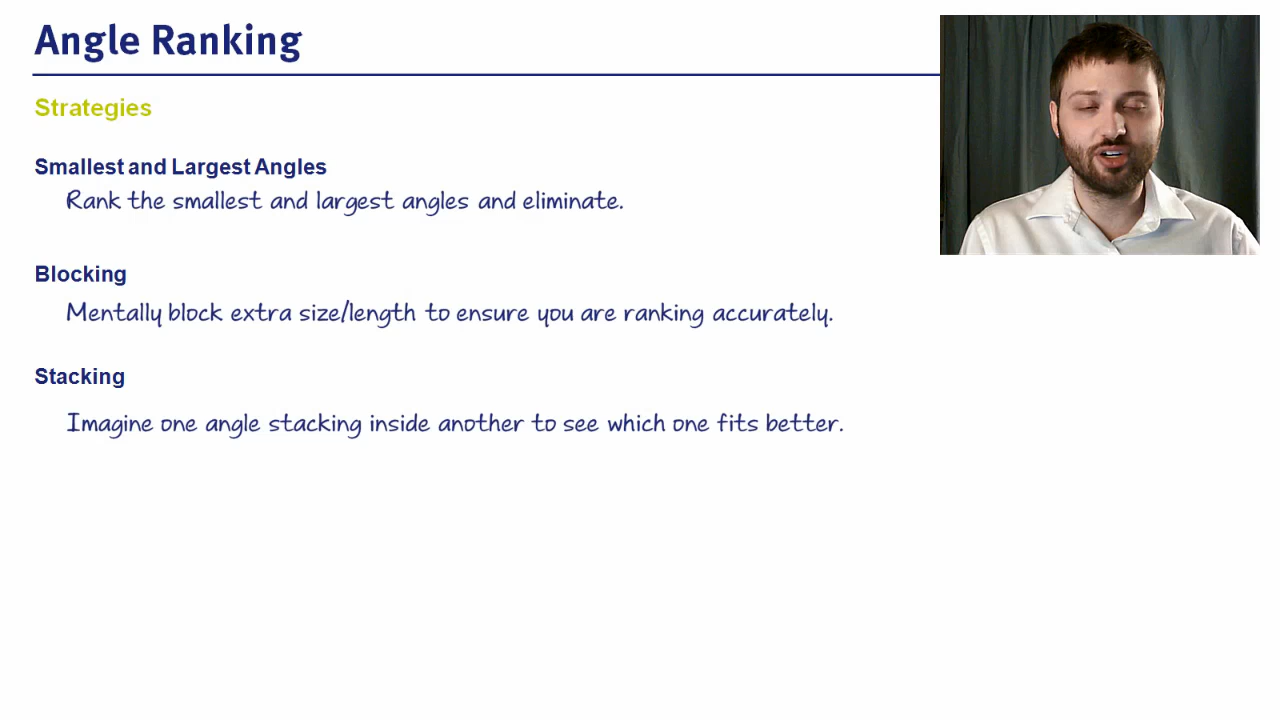 Angle Ranking
Strategies
Smallest and Largest Angles
Rank the smallest and largest angles and eliminate.
Blocking
Mentally block extra size/length to ensure you are ranking accurately.
Stacking
Imagine one angle stacking inside another to see which one fits better.